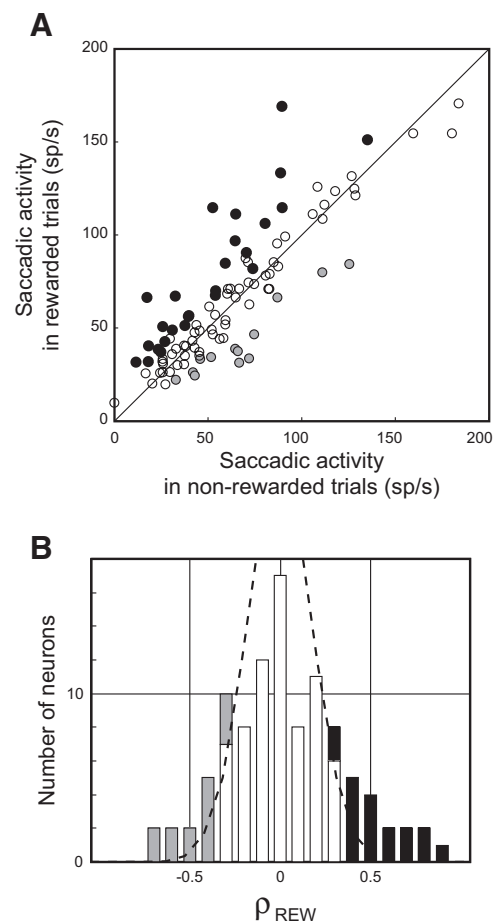 A
200
150
100
50
0
Saccadic activity
in rewarded trials (sp/s)
0
50
100
150
200
Saccadic activity
in non-rewarded trials (sp/s)
B
10
0
Number of neurons
-0.5
0
0.5
ρREW